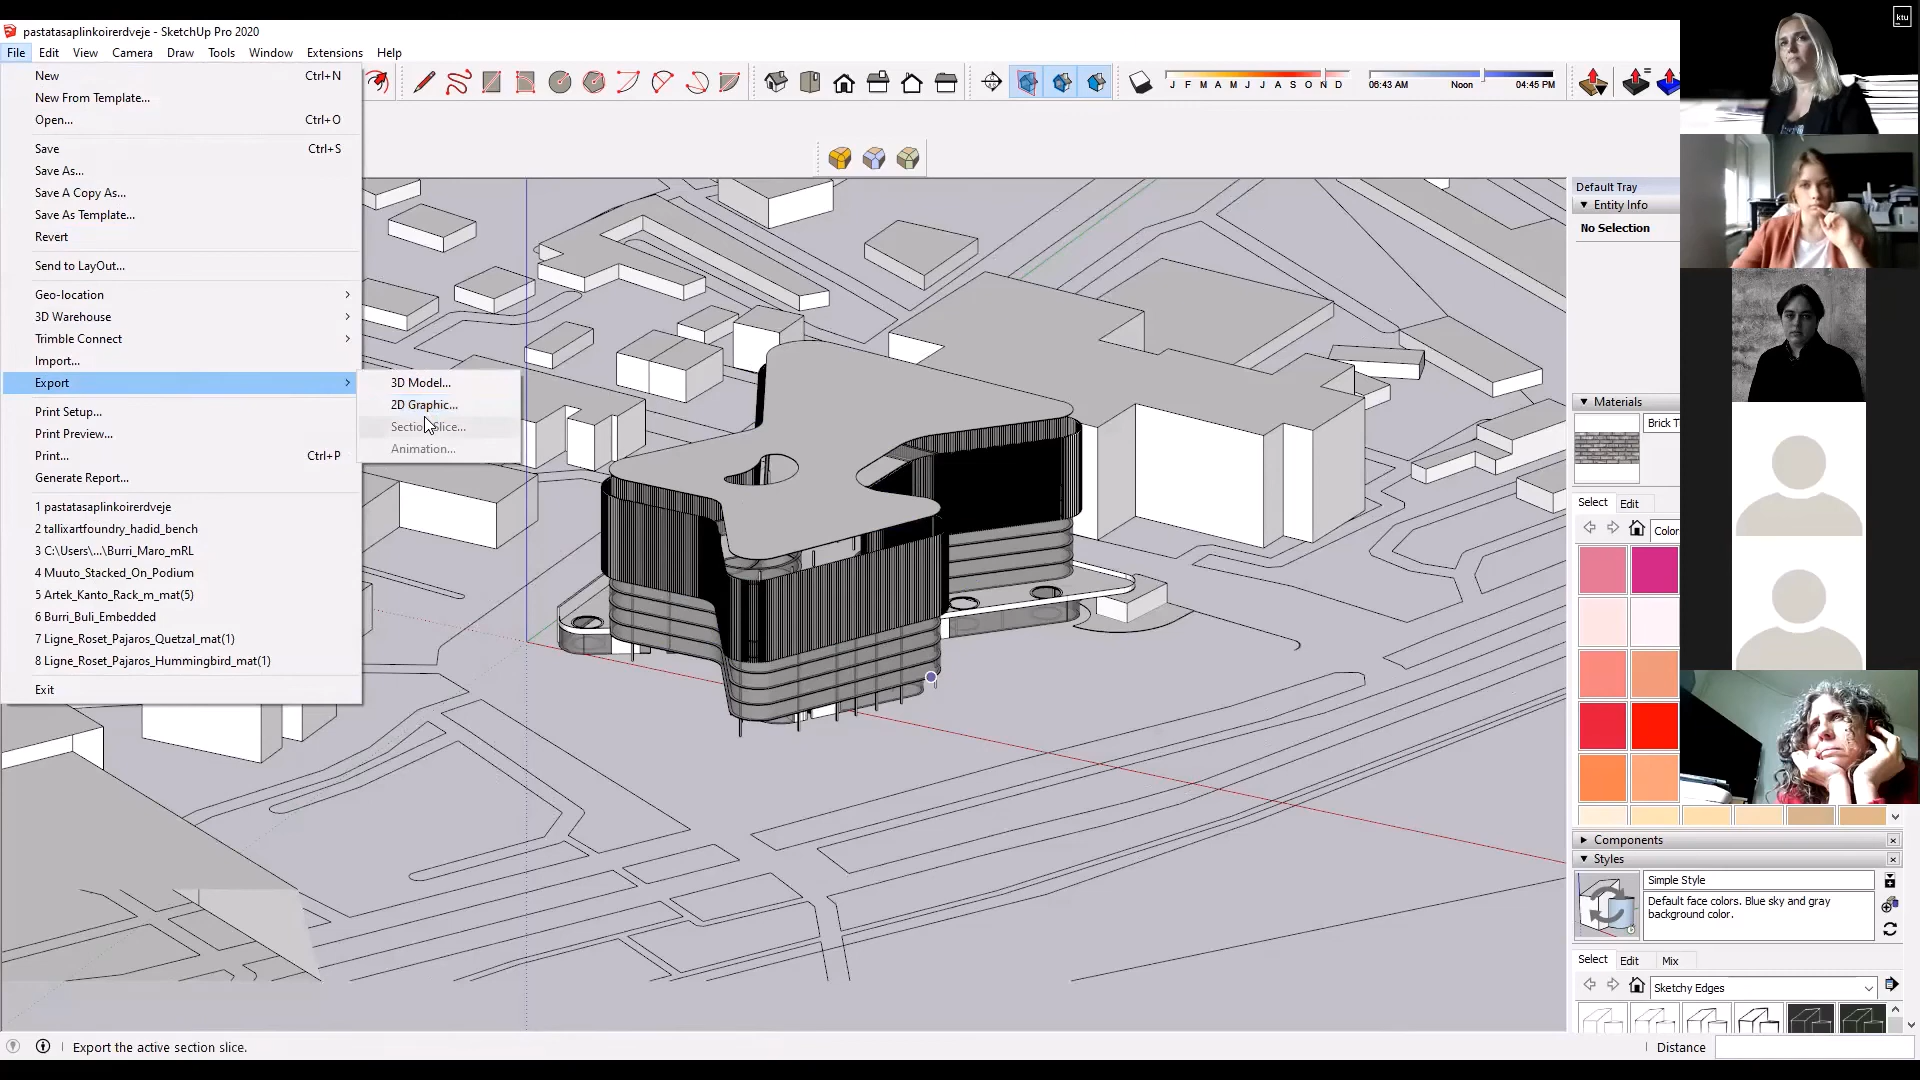 pastatasaplinkoirerdveje - SketchUp Pro 2020
File Edit View Camera Draw Tools Window Extensions Help
New Ctrl+N
New From Template...
Open... Ctrl+O
Save Ctrl+S
Save As...
Save A Copy As...
Save As Template...
Revert
Send to LayOut...
Geo-location
3D Warehouse
Trimble Connect
Import...
Export
Print Setup...
Print Preview...
Print... Ctrl+P
Generate Report...
1 pastatasaplinkoirerdveje
2 tallixartfoundry_hadid_bench
3 C:\Users\...\Burri_Maro_mRL
4 Muuto_Stacked_On_Podium
5 Artek_Kanto_Rack_m_mat(5)
6 Burri_Buli_Embedded
7 Ligne_Roset_Pajaros_Quetzal_mat(1)
8 Ligne_Roset_Pajaros_Hummingbird_mat(1)
Exit
3D Model...
2D Graphic...
Section Slice...
Animation...
J F M A M J J A S O N D
06:43 AM Noon 04:45 PM
ktu
Default Tray
Entity Info
No Selection
Materials
Brick T
Select Edit
Color
Components
Styles
Simple Style
Default face colors. Blue sky and gray
background color.
Select Edit Mix
Sketchy Edges
Export the active section slice.
Distance